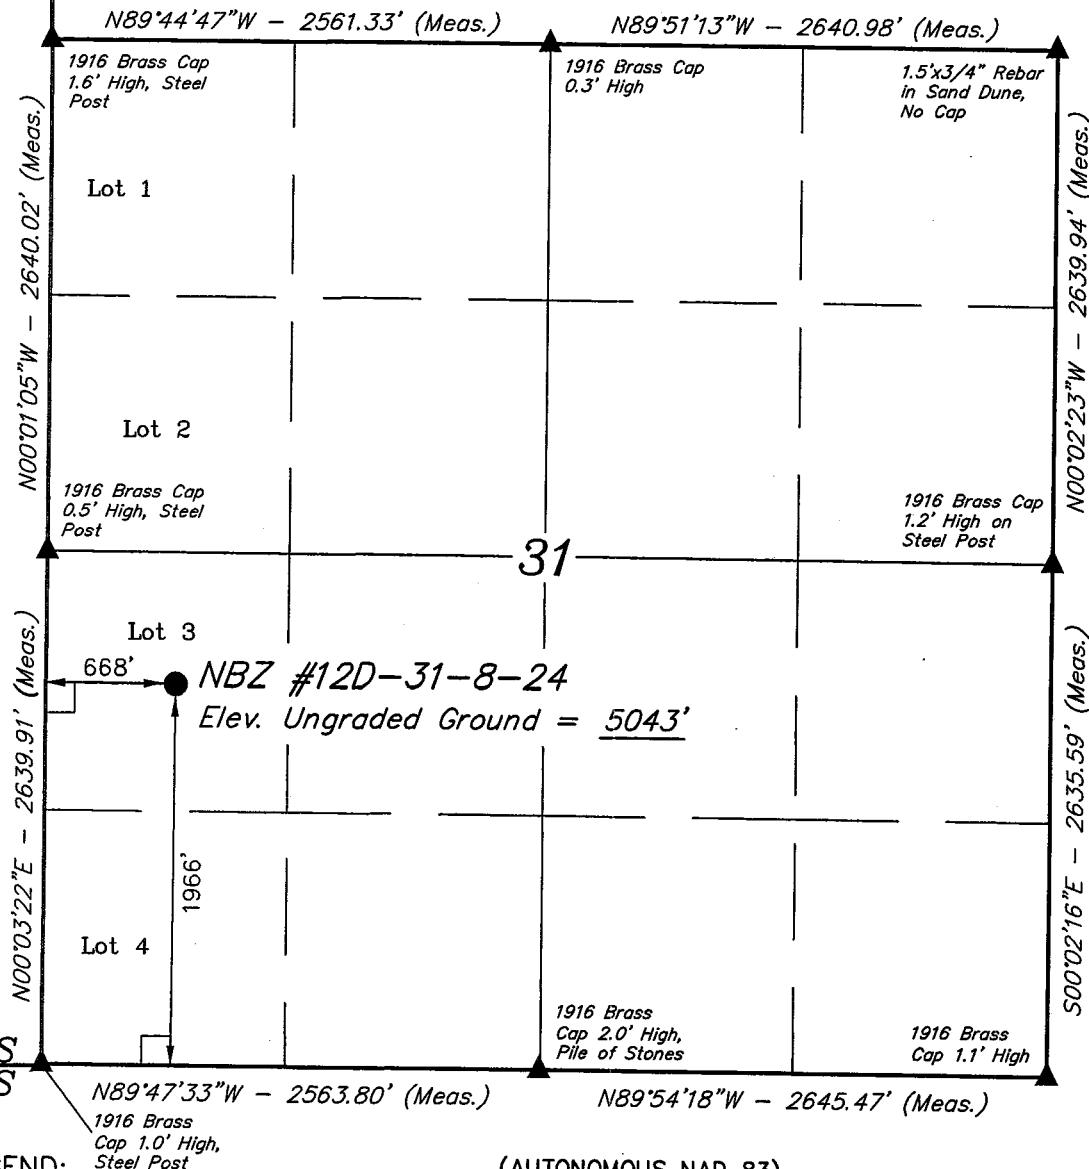 N89°44'47"W - 2561.33' (Meas.)
N89°51'13"W - 2640.98' (Meas.)
1916 Brass Cap
1.6' High, Steel
Post
1916 Brass Cap
0.3' High
1.5'x3/4" Rebar
in Sand Dune,
No Cap
N00°01'05"W - 2640.02' (Meas.)
N00°02'23"W - 2639.94' (Meas.)
Lot 1
Lot 2
1916 Brass Cap
0.5' High, Steel
Post
1916 Brass Cap
1.2' High on
Steel Post
31
Lot 3
668'
NBZ #12D-31-8-24
Elev. Ungraded Ground = 5043'
N00°03'22"E - 2639.91' (Meas.)
S00°02'16"E - 2635.59' (Meas.)
1966'
Lot 4
1916 Brass
Cap 2.0' High,
Pile of Stones
1916 Brass
Cap 1.1' High
S
S
N89°47'33"W - 2563.80' (Meas.)
N89°54'18"W - 2645.47' (Meas.)
1916 Brass
Cap 1.0' High,
Steel Post
END:
(AUTONOMOUS NAD 83)